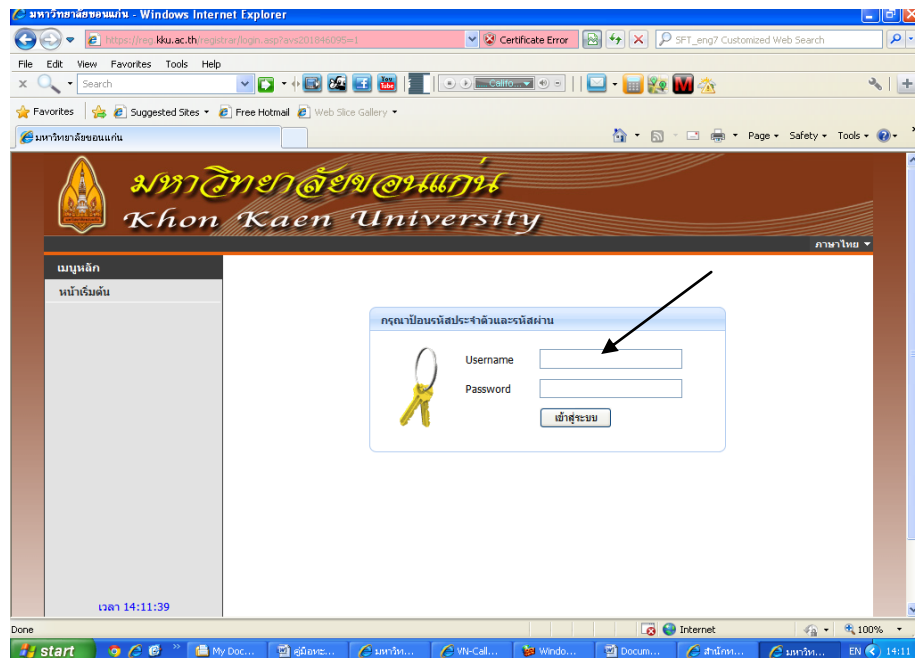 มหาวิทยาลัยขอนแก่น - Windows Internet Explorer
https://reg.kku.ac.th/registrar/login.asp?avs201846095=1
Certificate Error
SFT_eng7 Customized Web Search
File Edit View Favorites Tools Help
x Search
You Tube
Califo...
M
Favorites Suggested Sites Free Hotmail Web Slice Gallery
มหาวิทยาลัยขอนแก่น
Page Safety Tools
มหาวิทยาลัยขอนแก่น
Khon Kaen University
ภาษาไทย
เมนูหลัก
หน้าเริ่มต้น
กรุณาป้อนรหัสประจำตัวและรหัสผ่าน
Username
Password
เข้าสู่ระบบ
เวลา 14:11:39
Done
Internet
100%
start
My Doc...
คู่มือทะ...
มหาวิท...
VN-Call...
Windo...
Docum...
สำนักท...
มหาวิท...
EN
14:11